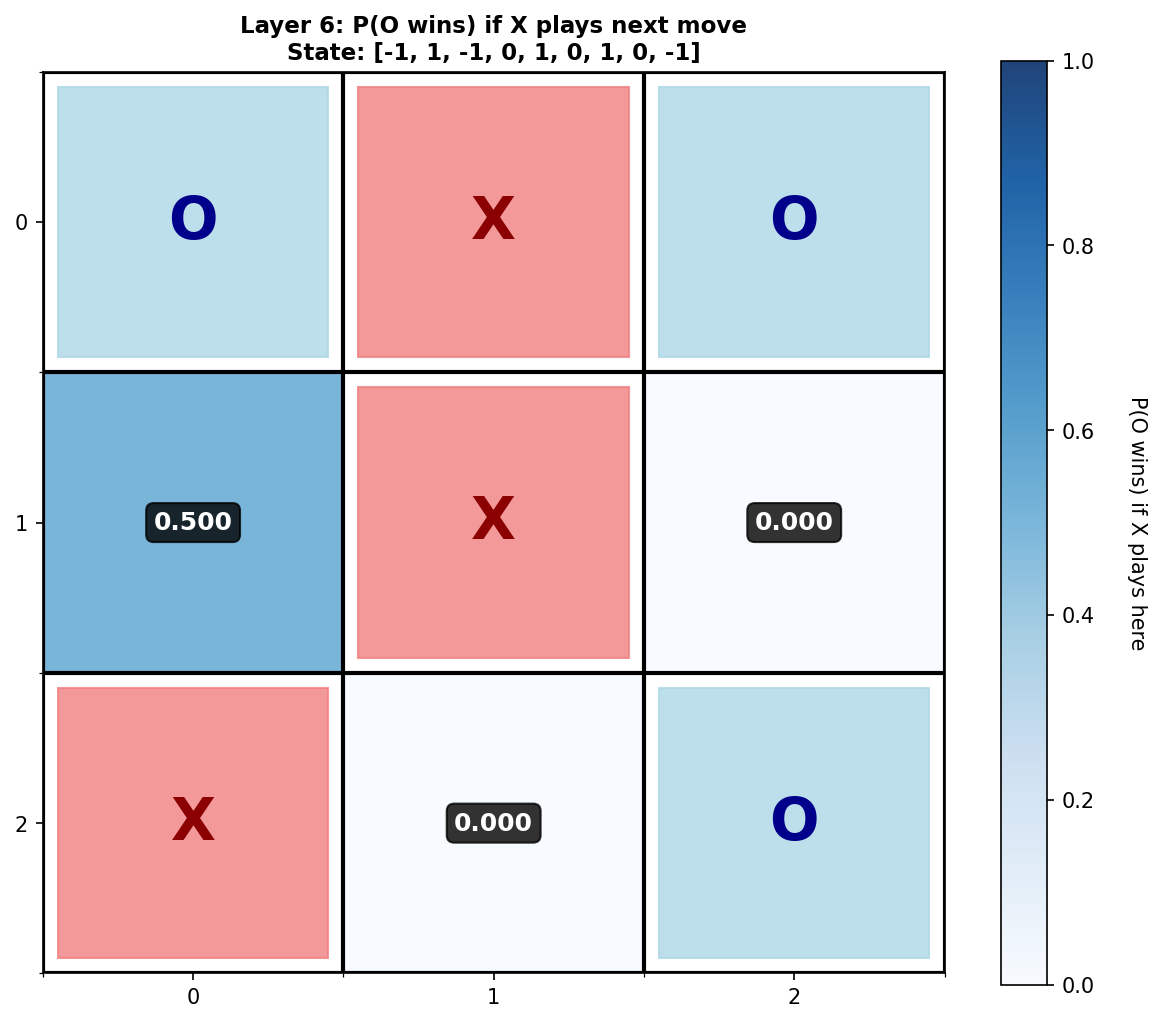 Layer 6: P(O wins) if X plays next move
State: [-1, 1, -1, 0, 1, 0, 1, 0, -1]
1.0
0.8
0.6
0.4
0.2
0.0
P(O wins) if X plays here
0
O
X
O
1
0.500
X
0.000
2
X
0.000
O
0
1
2